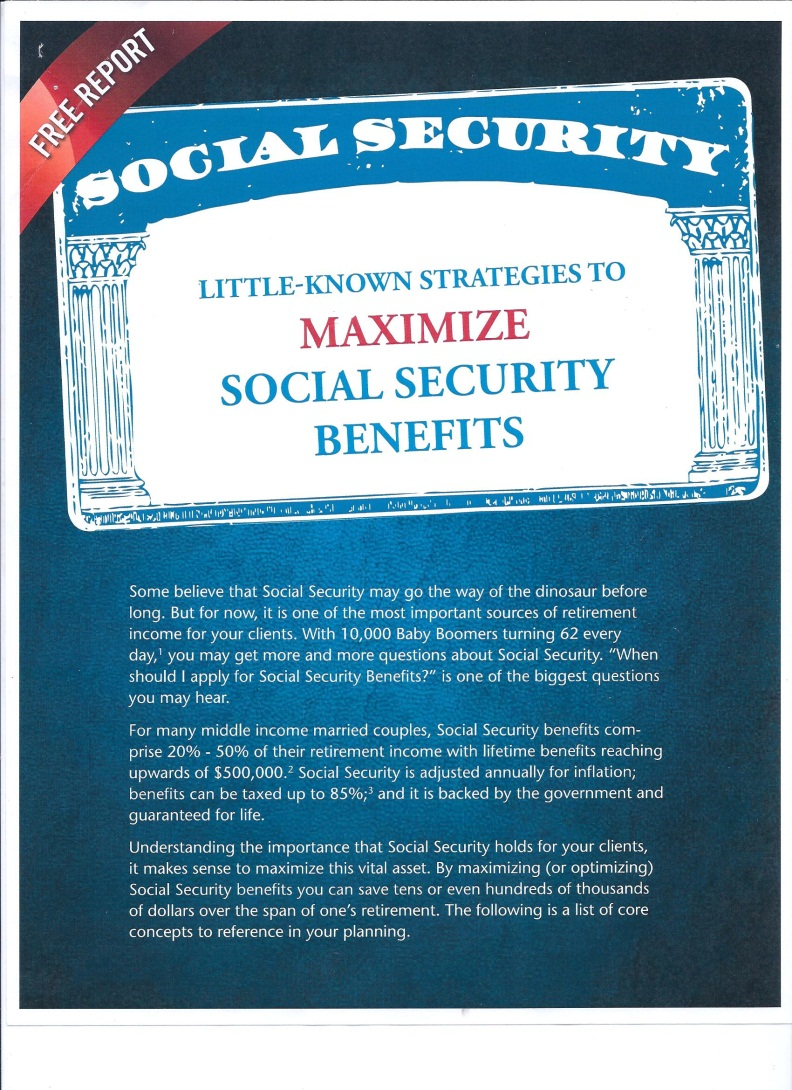 FREE REPORT
SOCIAL SECURITY
LITTLE-KNOWN STRATEGIES TO
MAXIMIZE
SOCIAL SECURITY
BENEFITS
Some believe that Social Security may go the way of the dinosaur before
long. But for now, it is one of the most important sources of retirement
income for your clients. With 10,000 Baby Boomers turning 62 every
day,¹ you may get more and more questions about Social Security. “When
should I apply for Social Security Benefits?” is one of the biggest questions
you may hear.
For many middle income married couples, Social Security benefits com-
prise 20% - 50% of their retirement income with lifetime benefits reaching
upwards of $500,000.² Social Security is adjusted annually for inflation;
benefits can be taxed up to 85%;³ and it is backed by the government and
guaranteed for life.
Understanding the importance that Social Security holds for your clients,
it makes sense to maximize this vital asset. By maximizing (or optimizing)
Social Security benefits you can save tens or even hundreds of thousands
of dollars over the span of one’s retirement. The following is a list of core
concepts to reference in your planning.